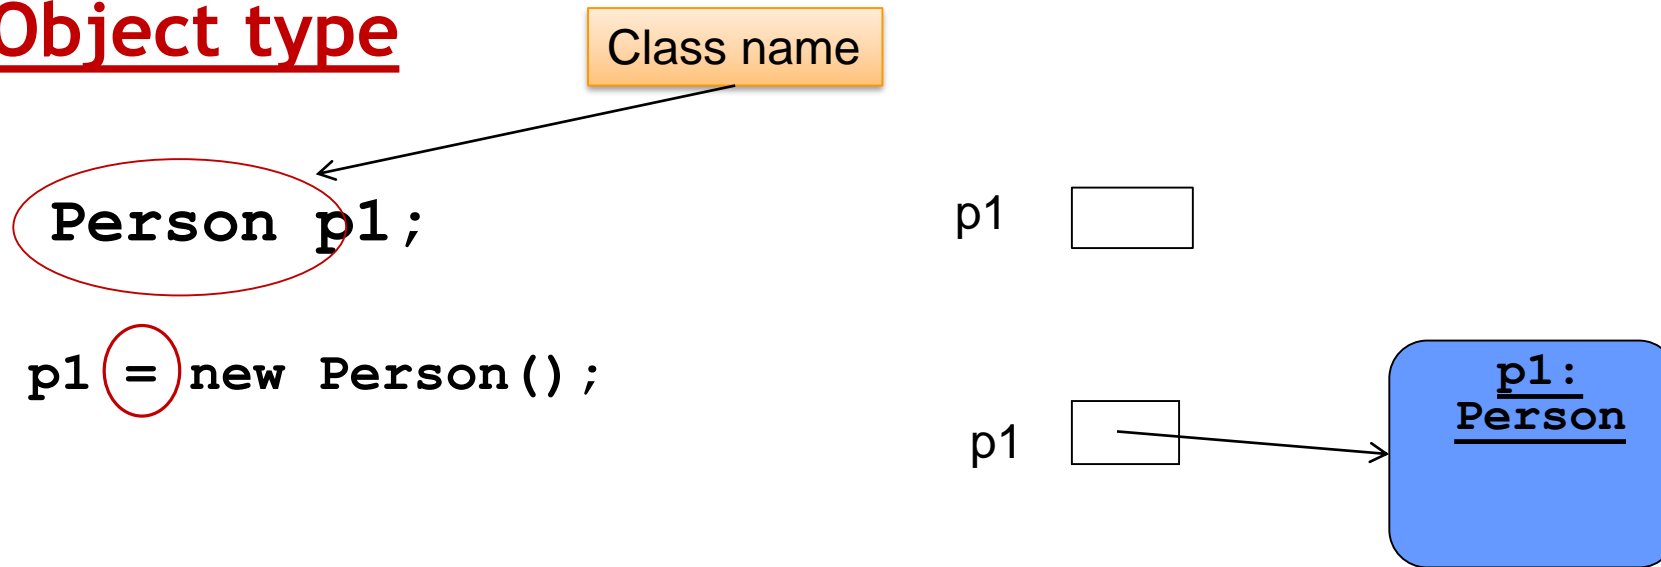 Object type
Class name
Person p1;
p1
p1 = new Person();
p1:
Person
p1